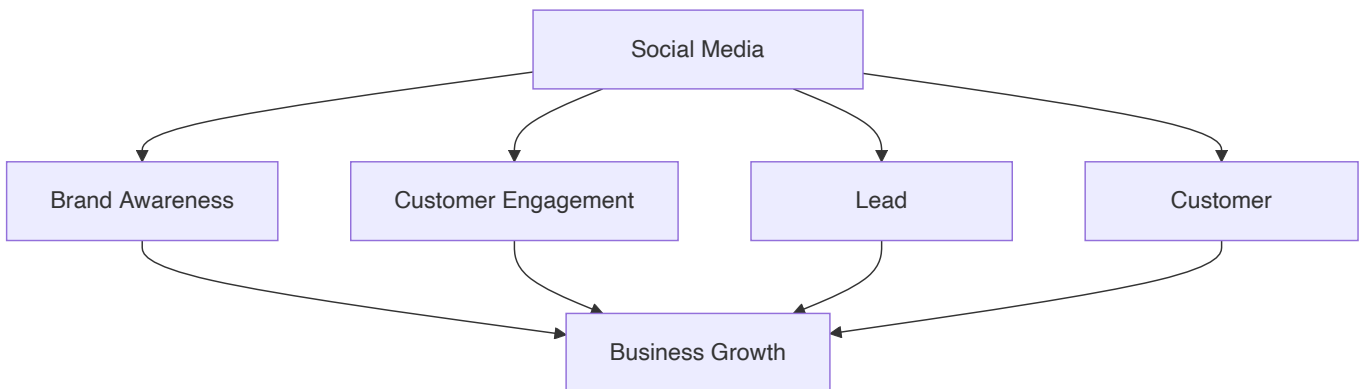 Social Media
Brand Awareness
Customer Engagement
Lead
Customer
Business Growth